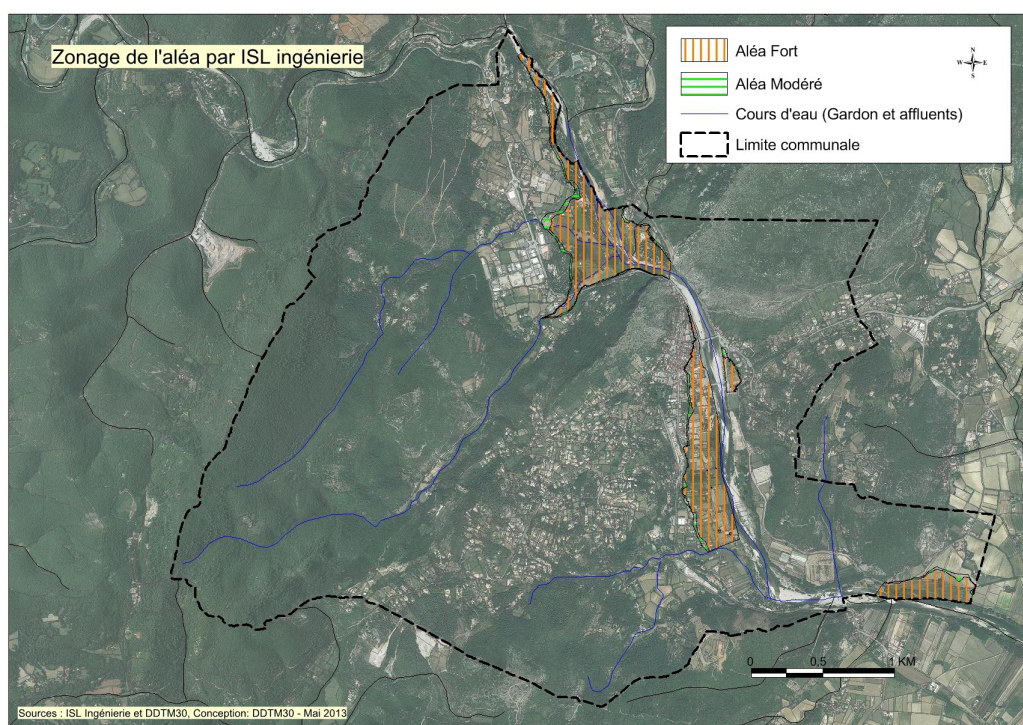 Zonage de l'aléa par ISL ingénierie
Aléa Fort
Aléa Modéré
Cours d'eau (Gardon et affluents)
Limite communale
N
W E
S
0 0,5 1 KM
Sources : ISL Ingénierie et DDTM30, Conception: DDTM30 - Mai 2013